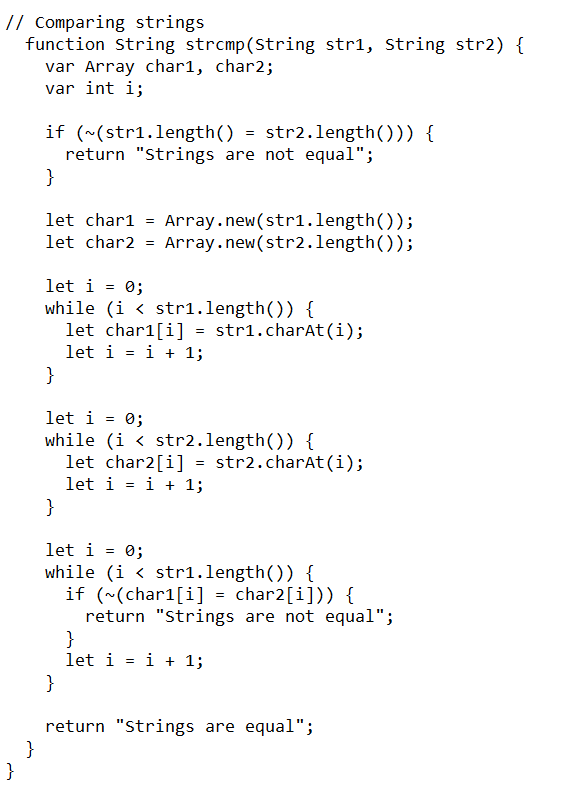 // Comparing strings
function String strcmp(String str1, String str2) {
var Array char1, char2;
var int i;
if (~(str1.length() = str2.length())) {
return "Strings are not equal";
}
let char1 = Array.new(str1.length());
let char2 = Array.new(str2.length());
let i = 0;
while (i < str1.length()) {
let char1[i] = str1.charAt(i);
let i = i + 1;
}
let i = 0;
while (i < str2.length()) {
let char2[i] = str2.charAt(i);
let i = i + 1;
}
let i = 0;
while (i < str1.length()) {
if (~(char1[i] = char2[i])) {
return "Strings are not equal";
}
let i = i + 1;
}
return "Strings are equal";
}
}